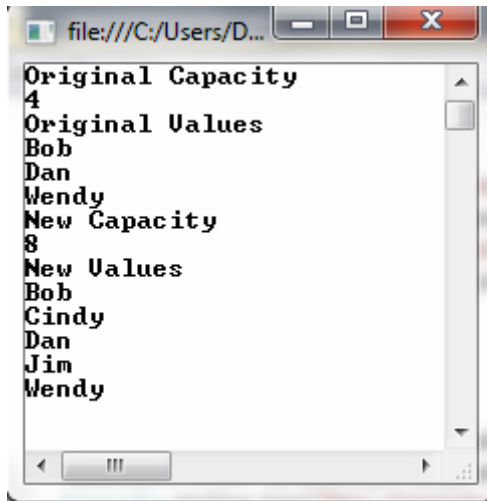 file:///C:/Users/D...
Original Capacity
4
Original Values
Bob
Dan
Wendy
New Capacity
8
New Values
Bob
Cindy
Dan
Jim
Wendy